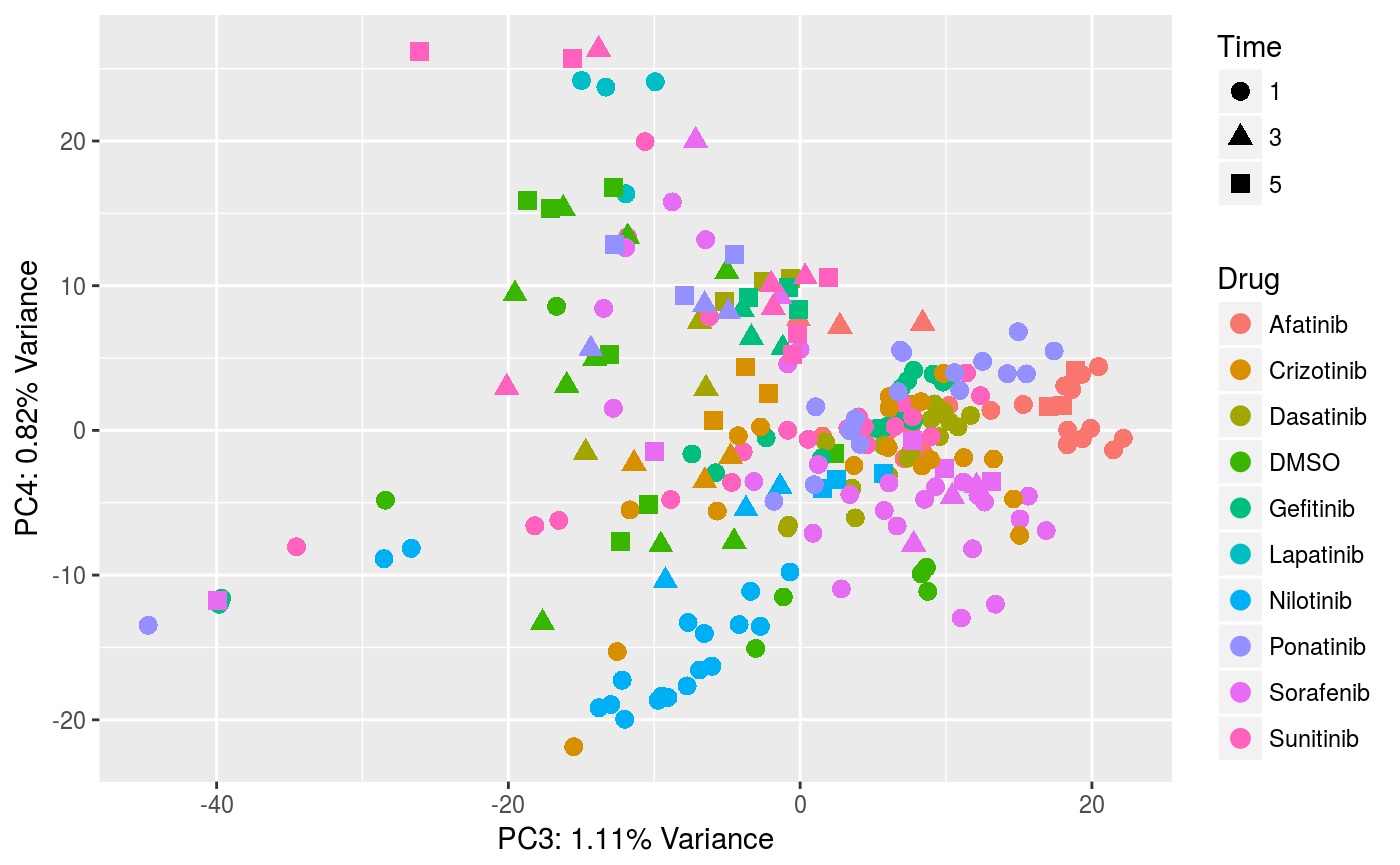 PC4: 0.82% Variance
20
10
0
-10
-20
-40
-20
0
20
PC3: 1.11% Variance
Time
1
3
5
Drug
Afatinib
Crizotinib
Dasatinib
DMSO
Gefitinib
Lapatinib
Nilotinib
Ponatinib
Sorafenib
Sunitinib